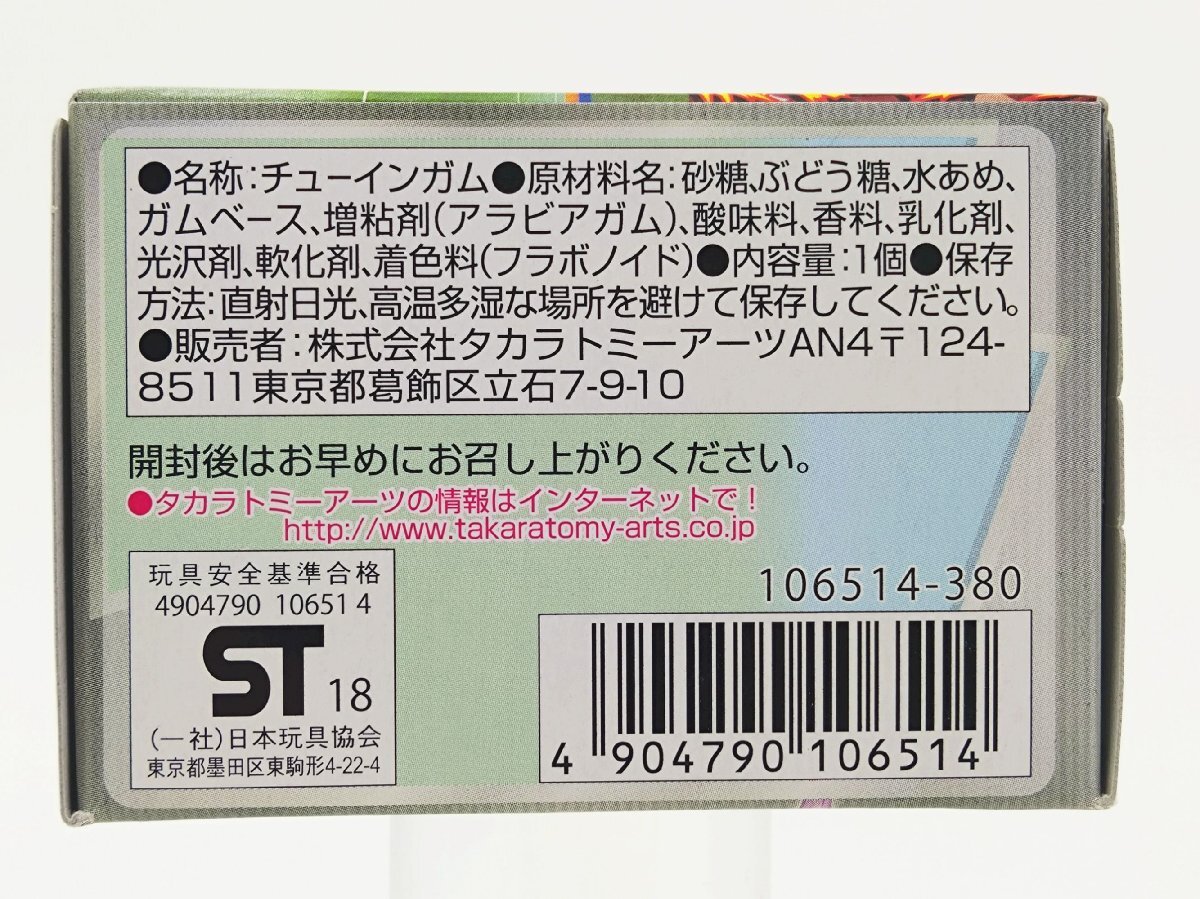 ●名称:チューインガム●原材料名:砂糖、ぶどう糖、水あめ、
ガムベース、増粘剤(アラビアガム)、酸味料、香料、乳化剤、
光沢剤、軟化剤、着色料(フラボノイド)●内容量:1個●保存
方法:直射日光、高温多湿な場所を避けて保存してください。
●販売者:株式会社タカラトミーアーツAN4〒124-
8511東京都葛飾区立石7-9-10
開封後はお早めにお召し上がりください。
●タカラトミーアーツの情報はインターネットで!
http://www.takaratomy-arts.co.jp
玩具安全基準合格
4904790 10651 4
ST 18
(一社)日本玩具協会
東京都墨田区東駒形4-22-4
106514-380
4 904790 106514